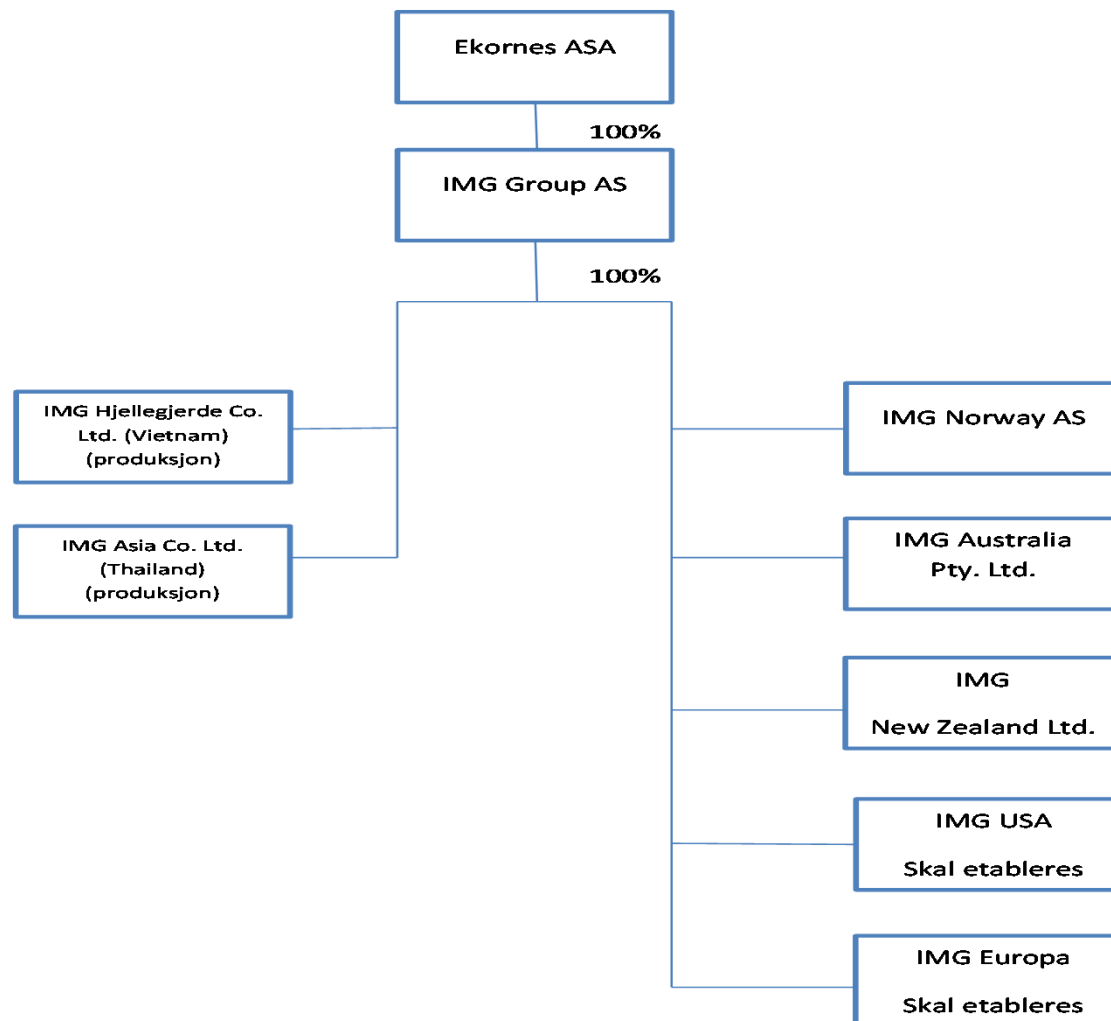 Ekornes ASA
100%
IMG Group AS
100%
IMG Hjellegjerde Co.
Ltd. (Vietnam)
(produksjon)
IMG Asia Co. Ltd.
(Thailand)
(produksjon)
IMG Norway AS
IMG Australia
Pty. Ltd.
IMG
New Zealand Ltd.
IMG USA
Skal etableres
IMG Europa
Skal etableres